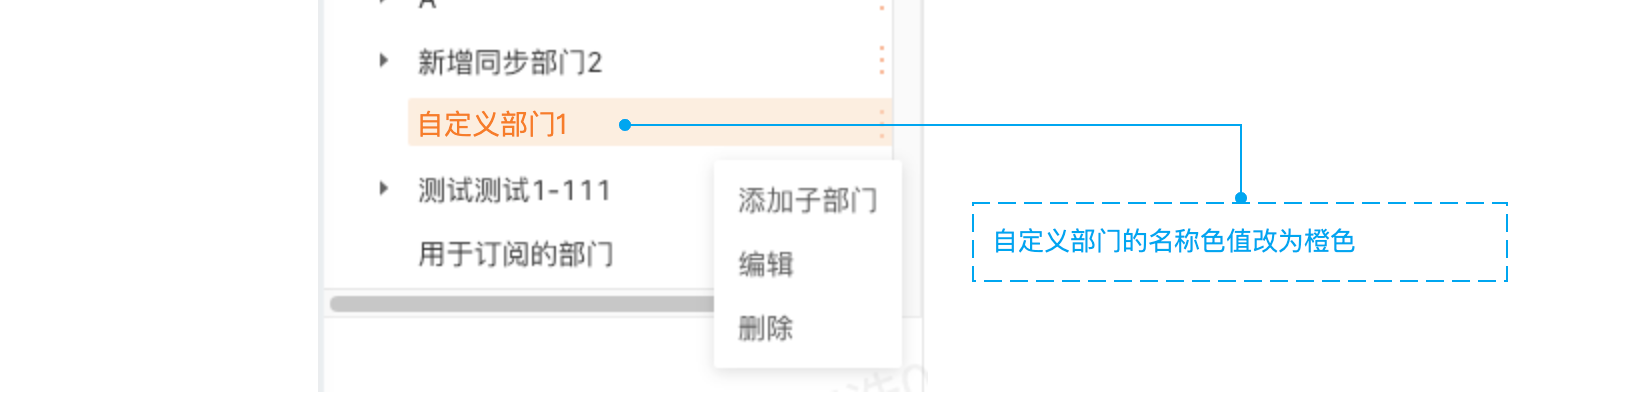 A
新增同步部门2
自定义部门1
测试测试1-111
用于订阅的部门
添加子部门
编辑
删除
自定义部门的名称色值改为橙色